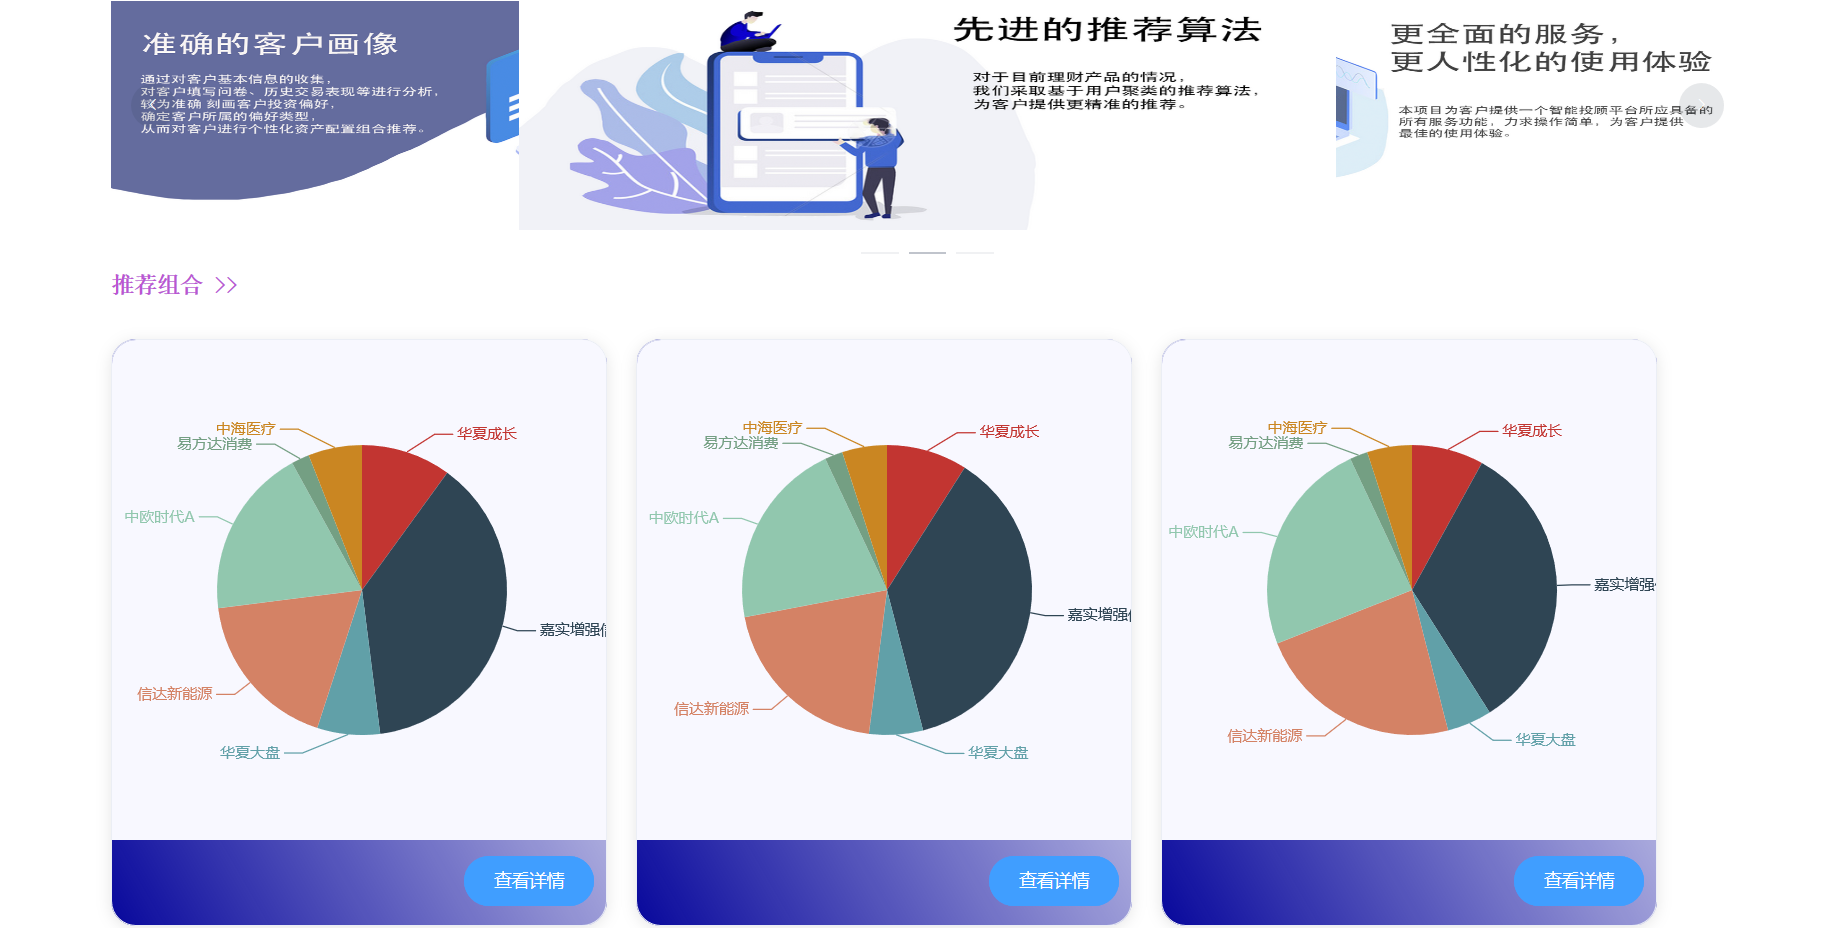 准确的客户画像
通过对客户基本信息的收集，
对客户填写问卷、历史交易表现等进行分析，
较为准确 刻画客户投资偏好，
确定客户所属的偏好类型，
从而对客户进行个性化资产配置组合推荐。
先进的推荐算法
对于目前理财产品的情况，
我们采取基于用户聚类的推荐算法，
为客户提供更精准的推荐。
更全面的服务，
更人性化的使用体验
本项目为客户提供一个智能投顾平台所应具备的
所有服务功能，力求操作简单，为客户提供
最佳的使用体验。
推荐组合 >>
中海医疗
华夏成长
易方达消费
中欧时代A
嘉实增强
信达新能源
华夏大盘
查看详情
中海医疗
华夏成长
易方达消费
中欧时代A
嘉实增强
信达新能源
华夏大盘
查看详情
中海医疗
华夏成长
易方达消费
中欧时代A
嘉实增强
信达新能源
华夏大盘
查看详情